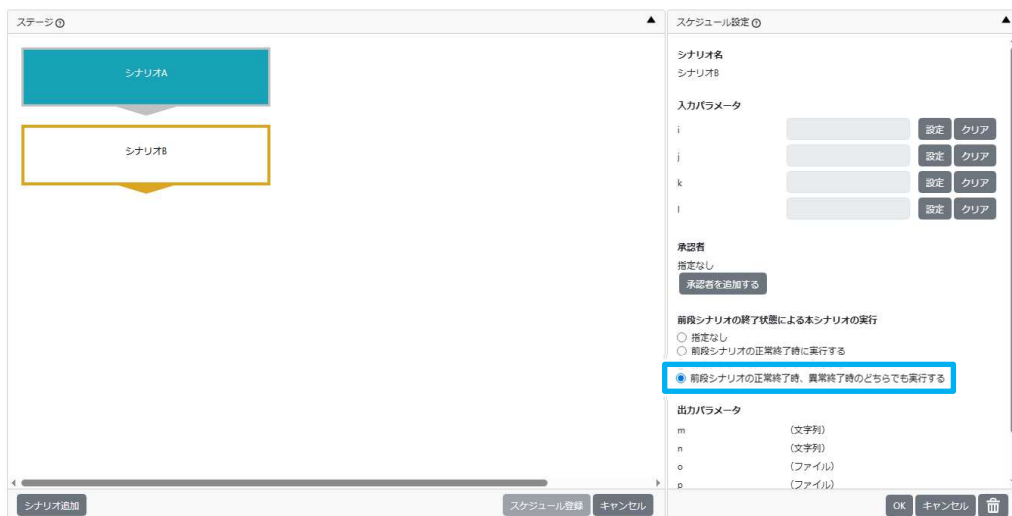 ステージ
シナリオA
シナリオB
シナリオ追加
スケジュール登録 キャンセル
スケジュール設定
シナリオ名
シナリオB
入力パラメータ
i 設定 クリア
j 設定 クリア
k 設定 クリア
l 設定 クリア
承認者
指定なし
承認者を追加する
前段シナリオの終了状態による本シナリオの実行
指定なし
前段シナリオの正常終了時に実行する
前段シナリオの正常終了時、異常終了時のどちらでも実行する
出力パラメータ
m (文字列)
n (文字列)
o (ファイル)
p (ファイル)
OK キャンセル